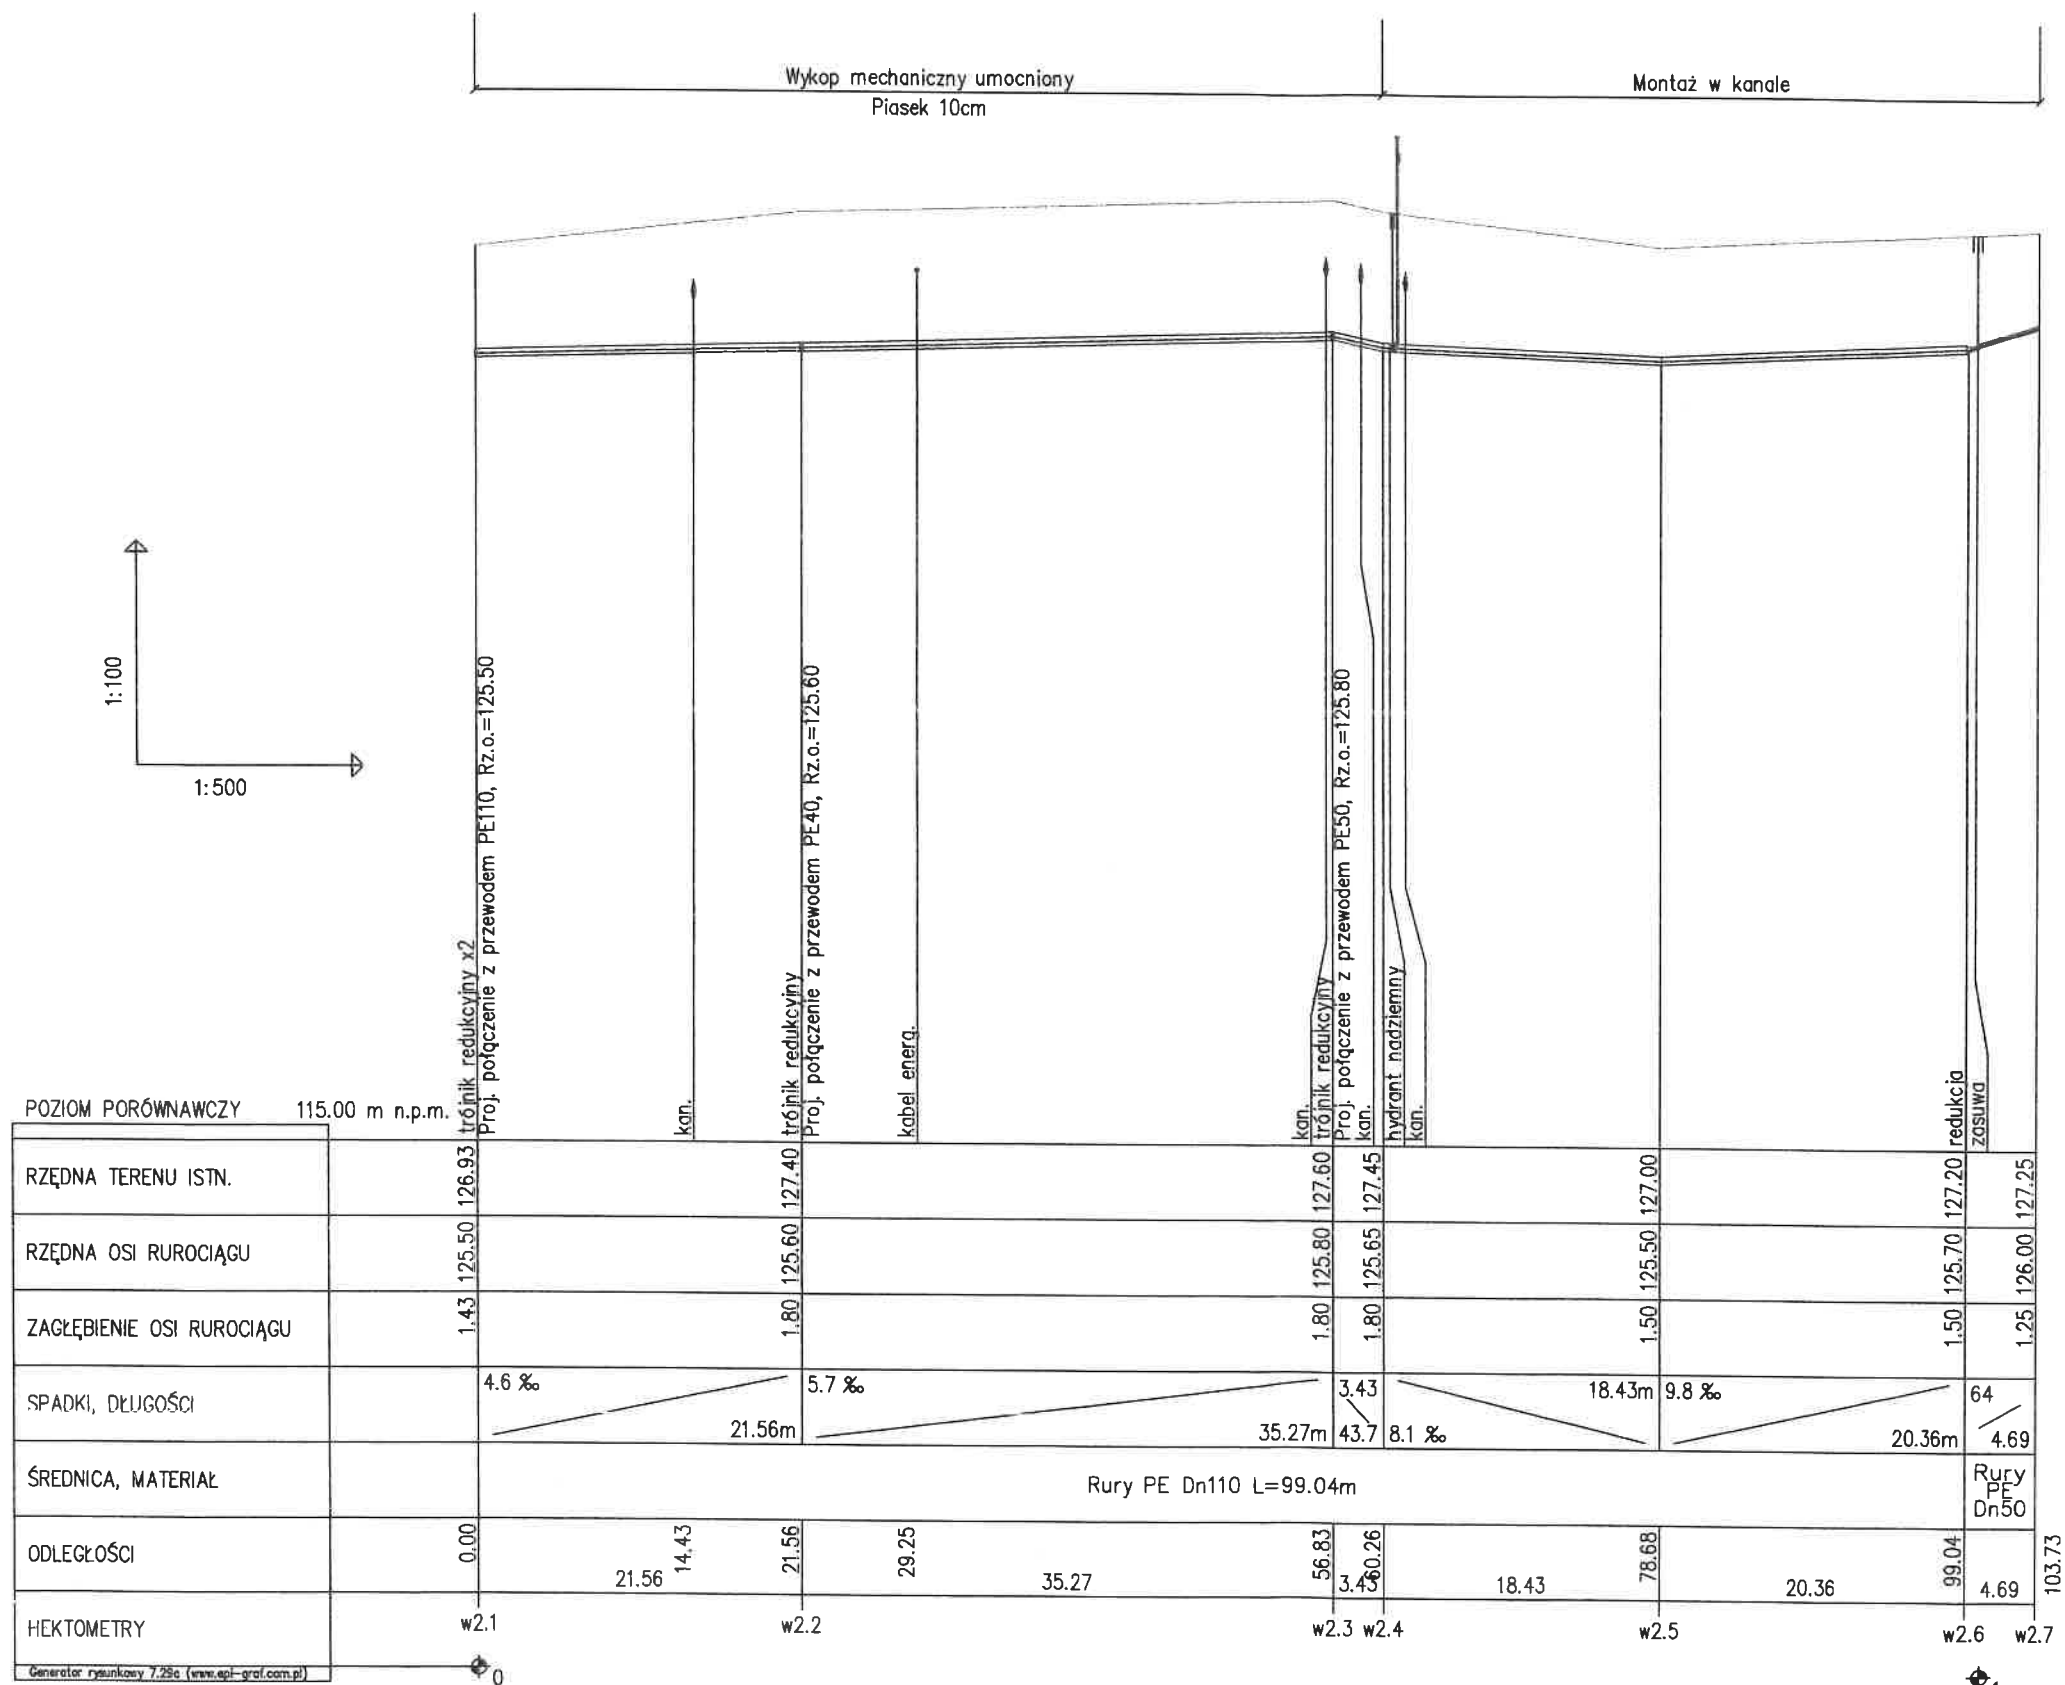 Wykop mechaniczny umocniony
Piasek 10cm
Montaż w kanale
1:100
1:500
trójnik redukcyjny x2
Proj. połączenie z przewodem PE110, Rz.o.=125.50
kan.
trójnik redukcyjny
Proj. połączenie z przewodem PE40, Rz.o.=125.60
kabel energ.
kan.
trójnik redukcyjny
Proj. połączenie z przewodem PE50, Rz.o.=125.80
kan.
hydrant nadziemny
kan.
redukcja
zasuwa
POZIOM PORÓWNAWCZY 115.00 m n.p.m.
RZĘDNA TERENU ISTN. 126.93 127.40 127.60 127.45 127.00 127.20 127.25
RZĘDNA OSI RUROCIĄGU 125.50 125.60 125.80 125.65 125.50 125.70 126.00
ZAGŁĘBIENIE OSI RUROCIĄGU 1.43 1.80 1.80 1.80 1.50 1.50 1.25
SPADKI, DŁUGOŚCI
4.6 ‰ 5.7 ‰ 3.43 18.43m 9.8 ‰ 64
21.56m 35.27m 43.7 8.1 ‰ 20.36m 4.69
ŚREDNICA, MATERIAŁ Rury PE Dn110 L=99.04m
Rury
PE
Dn50
ODLEGŁOŚCI 0.00 14.43 21.56 29.25 56.83 60.26 78.68 99.04 103.73
21.56 35.27 3.43 18.43 20.36 4.69
HEKTOMETRY w2.1 w2.2 w2.3 w2.4 w2.5 w2.6 w2.7
Generator rysunkowy 7.29c (www.epi-graf.com.pl)
0